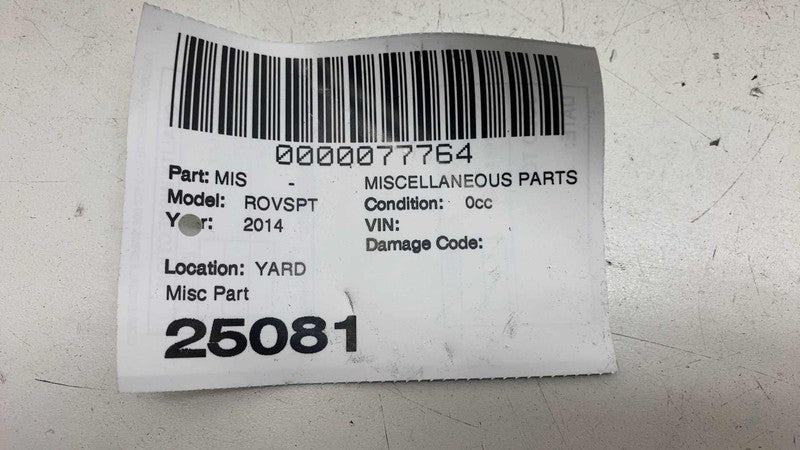 0000077764
Part: MIS - MISCELLANEOUS PARTS
Model: ROVSPT Condition: 0cc
Y r: 2014 VIN:
Damage Code:
Location: YARD
Misc Part
25081